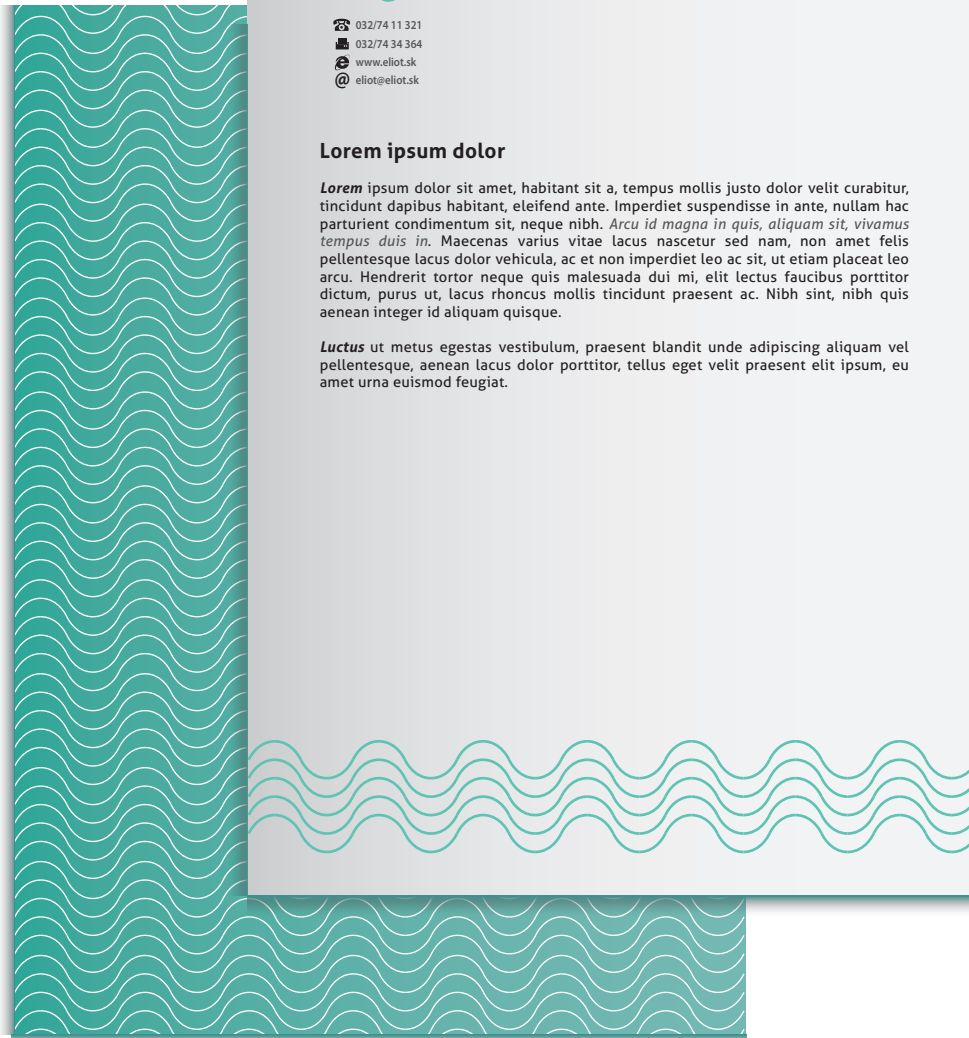 032/74 11 321
032/74 34 364
www.eliot.sk
eliot@eliot.sk
Lorem ipsum dolor
Lorem ipsum dolor sit amet, habitant sit a, tempus mollis justo dolor velit curabitur,
tincidunt dapibus habitant, eleifend ante. Imperdiet suspendisse in ante, nullam hac
parturient condimentum sit, neque nibh. Arcu id magna in quis, aliquam sit, vivamus
tempus duis in. Maecenas varius vitae lacus nascetur sed nam, non amet felis
pellentesque lacus dolor vehicula, ac et non imperdiet leo ac sit, ut etiam placeat leo
arcu. Hendrerit tortor neque quis malesuada dui mi, elit lectus faucibus porttitor
dictum, purus ut, lacus rhoncus mollis tincidunt praesent ac. Nibh sint, nibh quis
aenean integer id aliquam quisque.
Luctus ut metus egestas vestibulum, praesent blandit unde adipiscing aliquam vel
pellentesque, aenean lacus dolor porttitor, tellus eget velit praesent elit ipsum, eu
amet urna euismod feugiat.